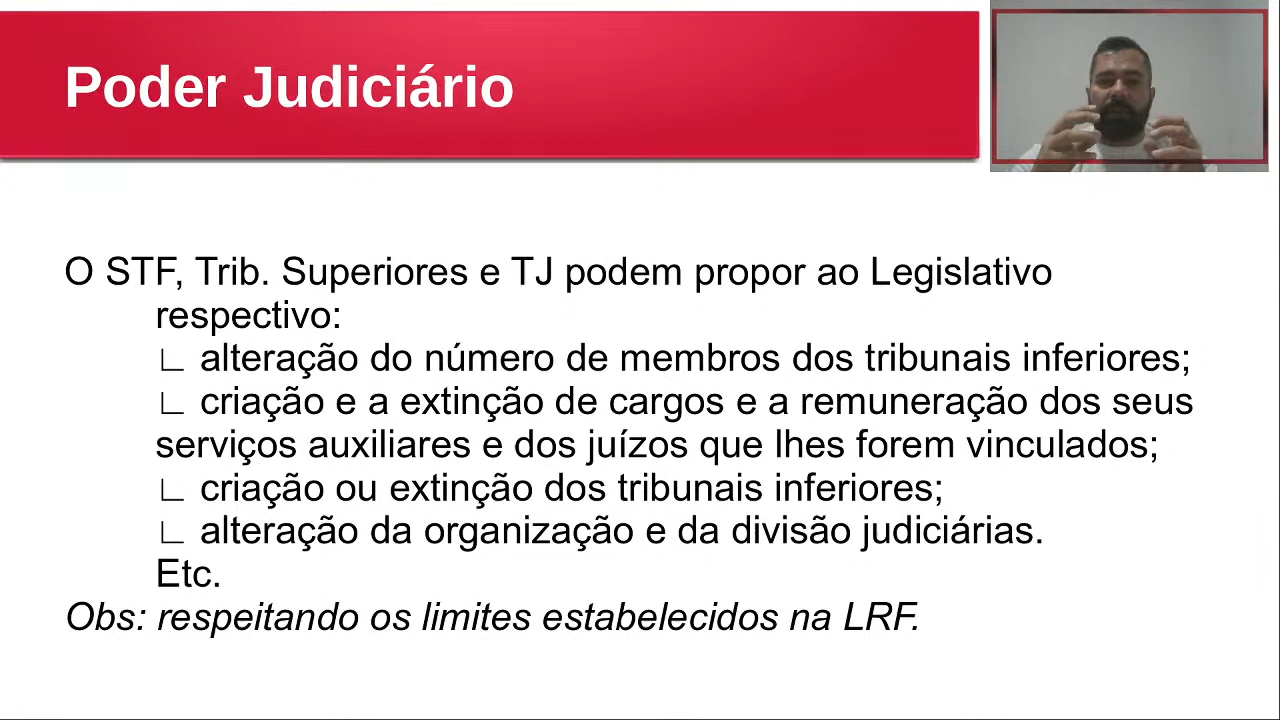 Poder Judiciário
O STF, Trib. Superiores e TJ podem propor ao Legislativo
respectivo:
∟ alteração do número de membros dos tribunais inferiores;
∟ criação e a extinção de cargos e a remuneração dos seus
serviços auxiliares e dos juízos que lhes forem vinculados;
∟ criação ou extinção dos tribunais inferiores;
∟ alteração da organização e da divisão judiciárias.
Etc.
Obs: respeitando os limites estabelecidos na LRF.